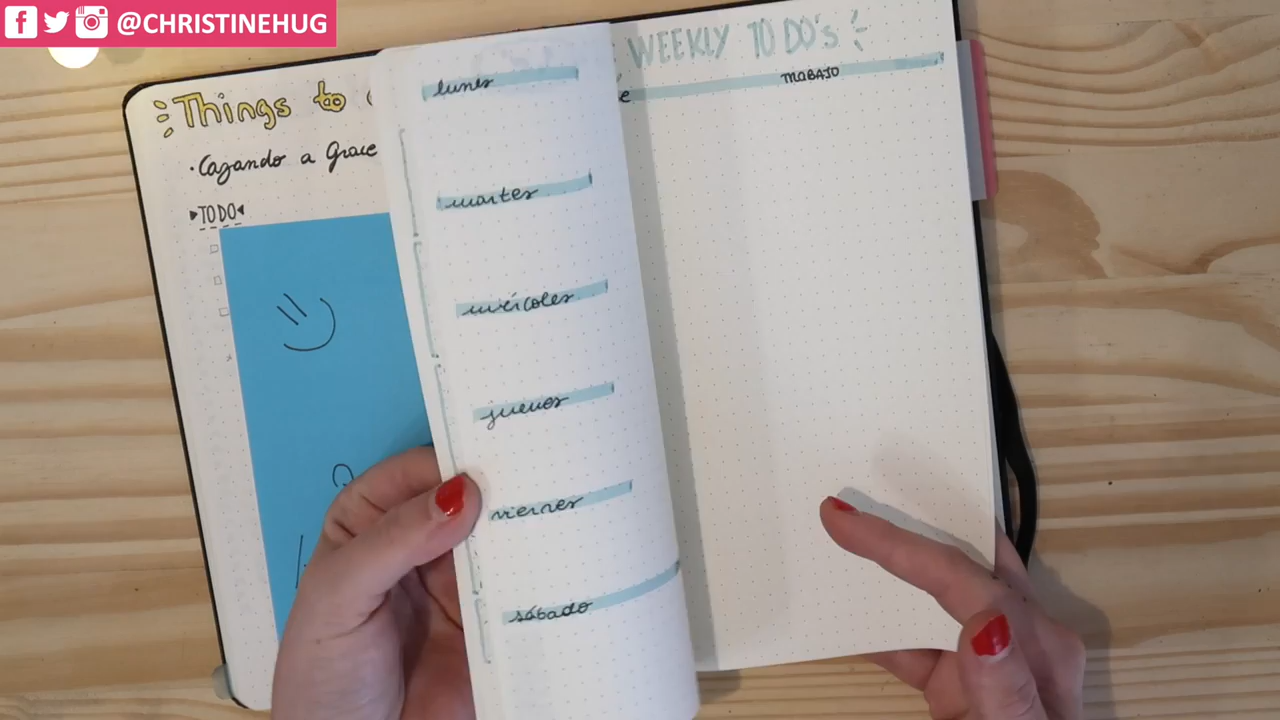 @CHRISTINEHUG
Things to
·Cazando a Grace
▸TODO◂
lunes
martes
miércoles
jueves
viernes
sábado
WEEKLY TO DO's
TRABAJO